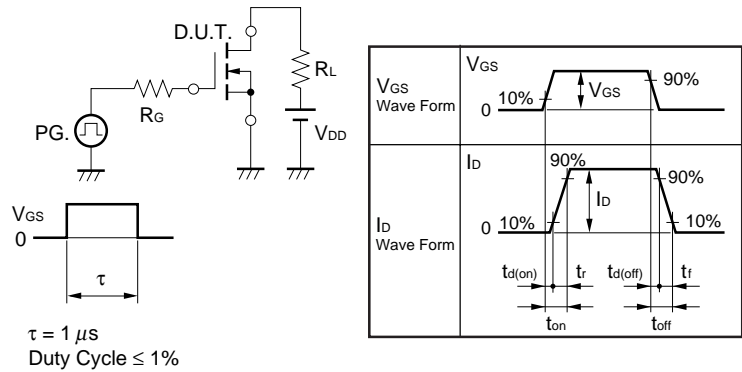 D.U.T.
RL
RG
PG.
VDD
VGS
0
τ
τ = 1 μs
Duty Cycle ≤ 1%
VGS
Wave Form
VGS
10%
0
VGS
90%
ID
Wave Form
ID
90%
90%
0 10%
ID
10%
td(on) tr td(off) tf
ton toff